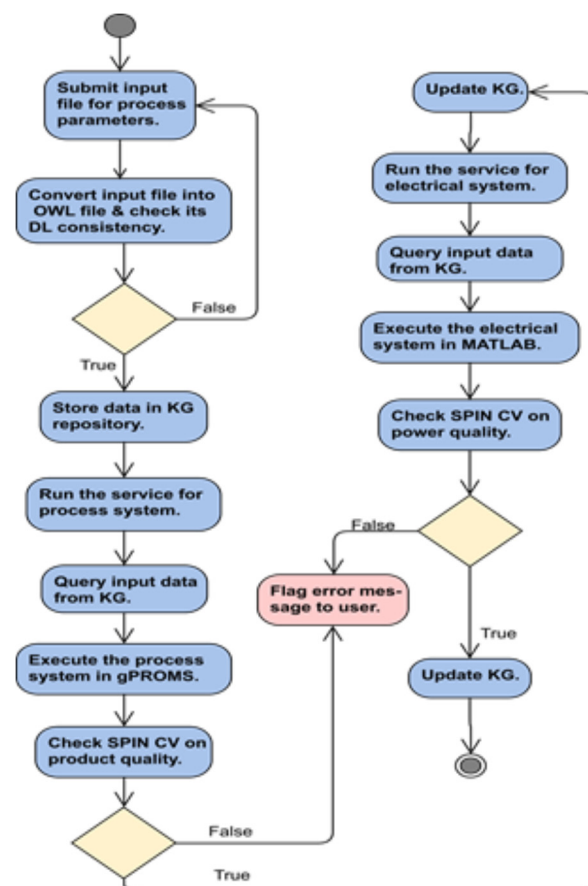 Submit input
file for process
parameters.
Convert input file into
OWL file & check its
DL consistency.
False
True
Store data in KG
repository.
Run the service for
process system.
Query input data
from KG.
Execute the process
system in gPROMS.
Check SPIN CV on
product quality.
False
True
Update KG.
Run the service for
electrical system.
Query input data
from KG.
Execute the electrical
system in MATLAB.
Check SPIN CV on
power quality.
False
Flag error mes-
sage to user.
True
Update KG.